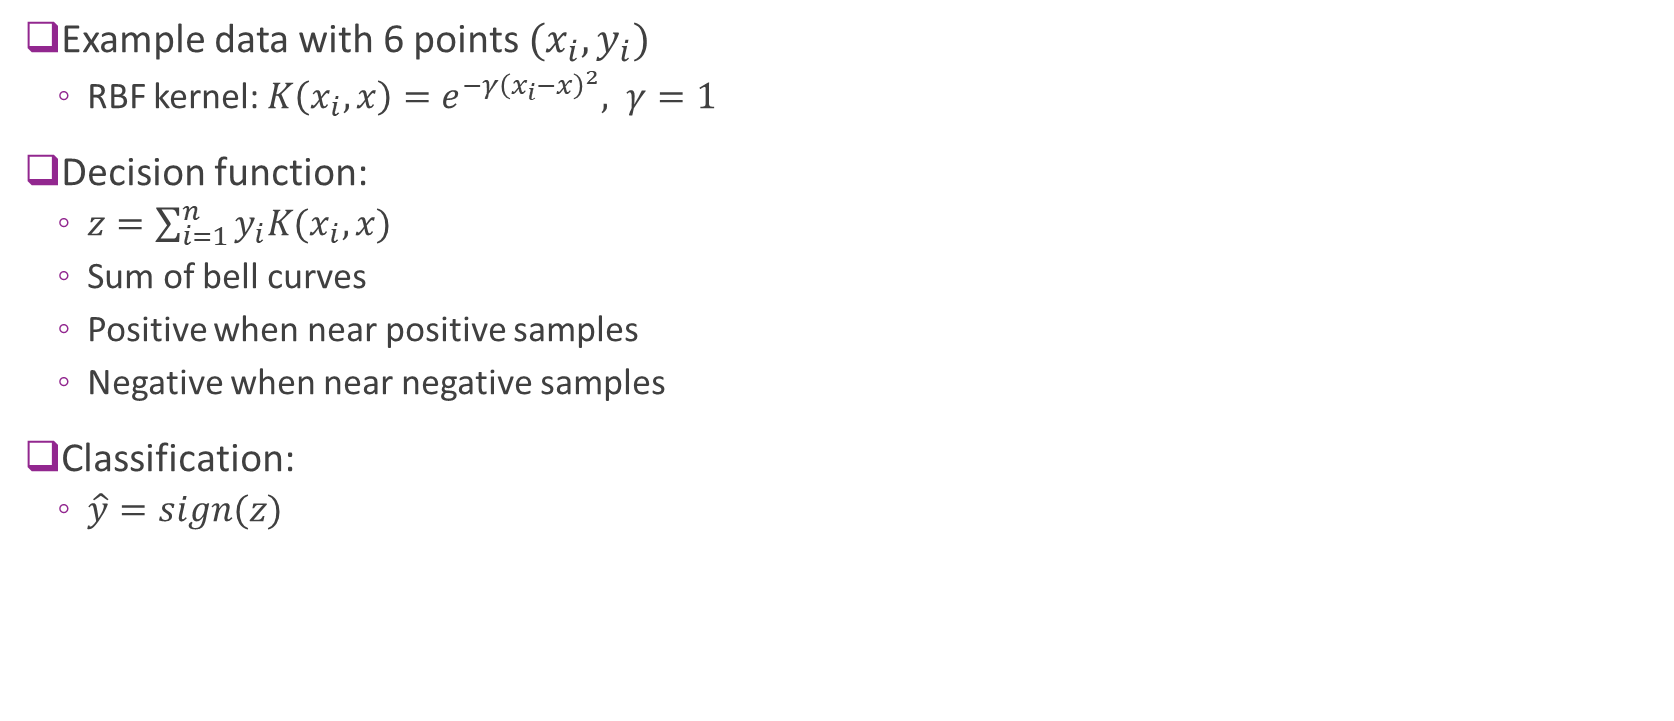 ❑Example data with 6 points (xᵢ, yᵢ)
◦ RBF kernel: K(xᵢ, x) = e^{−γ(xᵢ−x)²}, γ = 1
❑Decision function:
◦ z = ∑ⁿᵢ₌₁ yᵢK(xᵢ, x)
◦ Sum of bell curves
◦ Positive when near positive samples
◦ Negative when near negative samples
❑Classification:
◦ ŷ = sign(z)